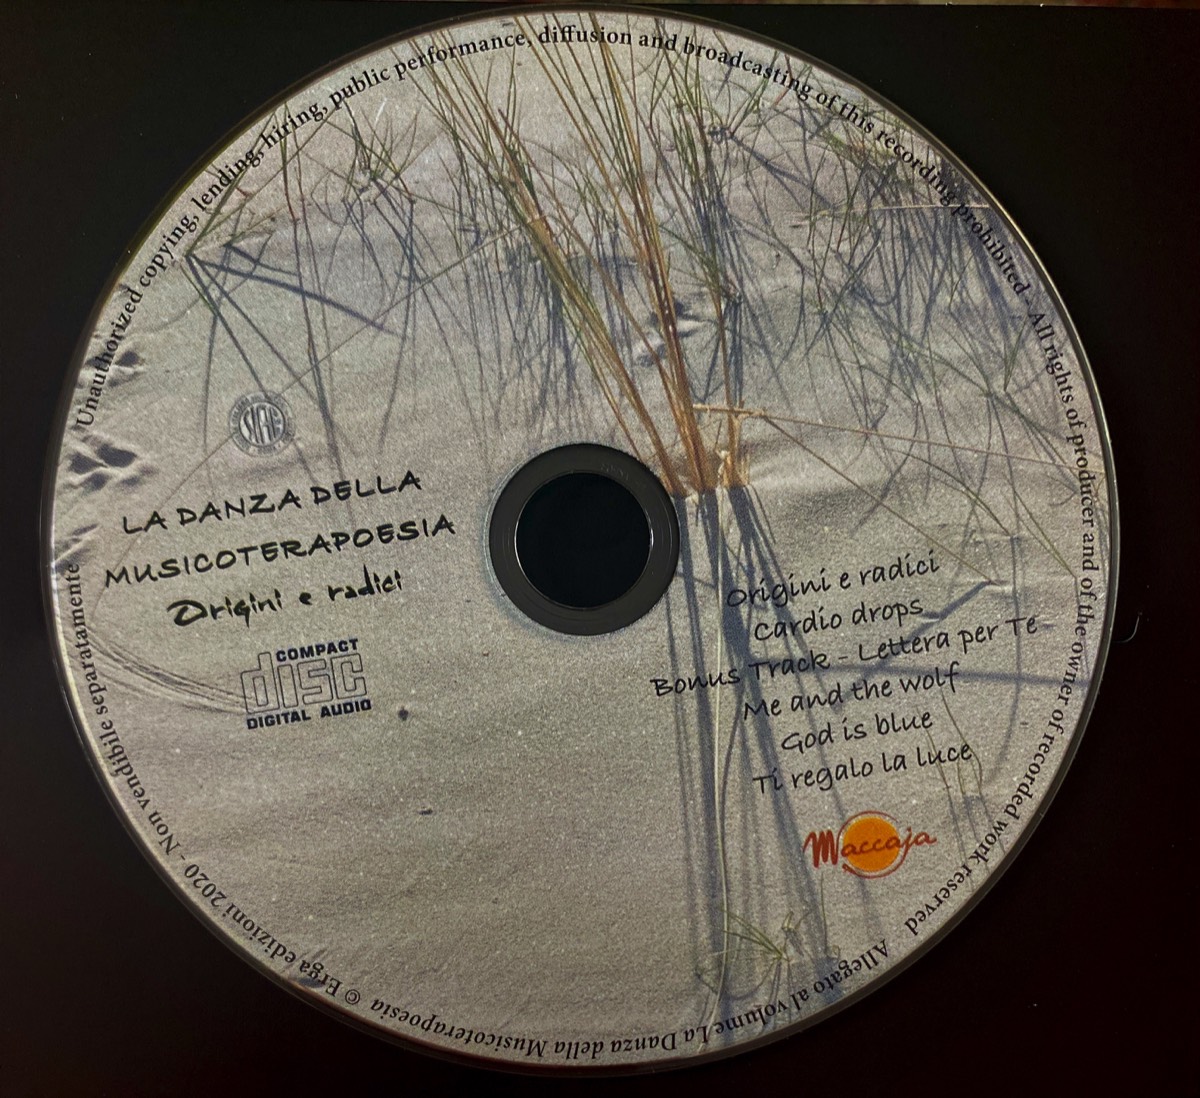 Unauthorized copying, lending, hiring, public performance, diffusion and broadcasting of this recording prohibited - All rights of producer and of the owner of recorded work reserved
Allegato al volume La Danza della Musicoterapoesia © Erga edizioni 2020 - Non vendibile separatamente
SIAE
LA DANZA DELLA
MUSICOTERAPOESIA
Origini e radici
COMPACT
disc
DIGITAL AUDIO
Origini e radici
Cardio drops
Bonus Track - Lettera per Te -
Me and the wolf
God is blue
Ti regalo la luce
Maccaja